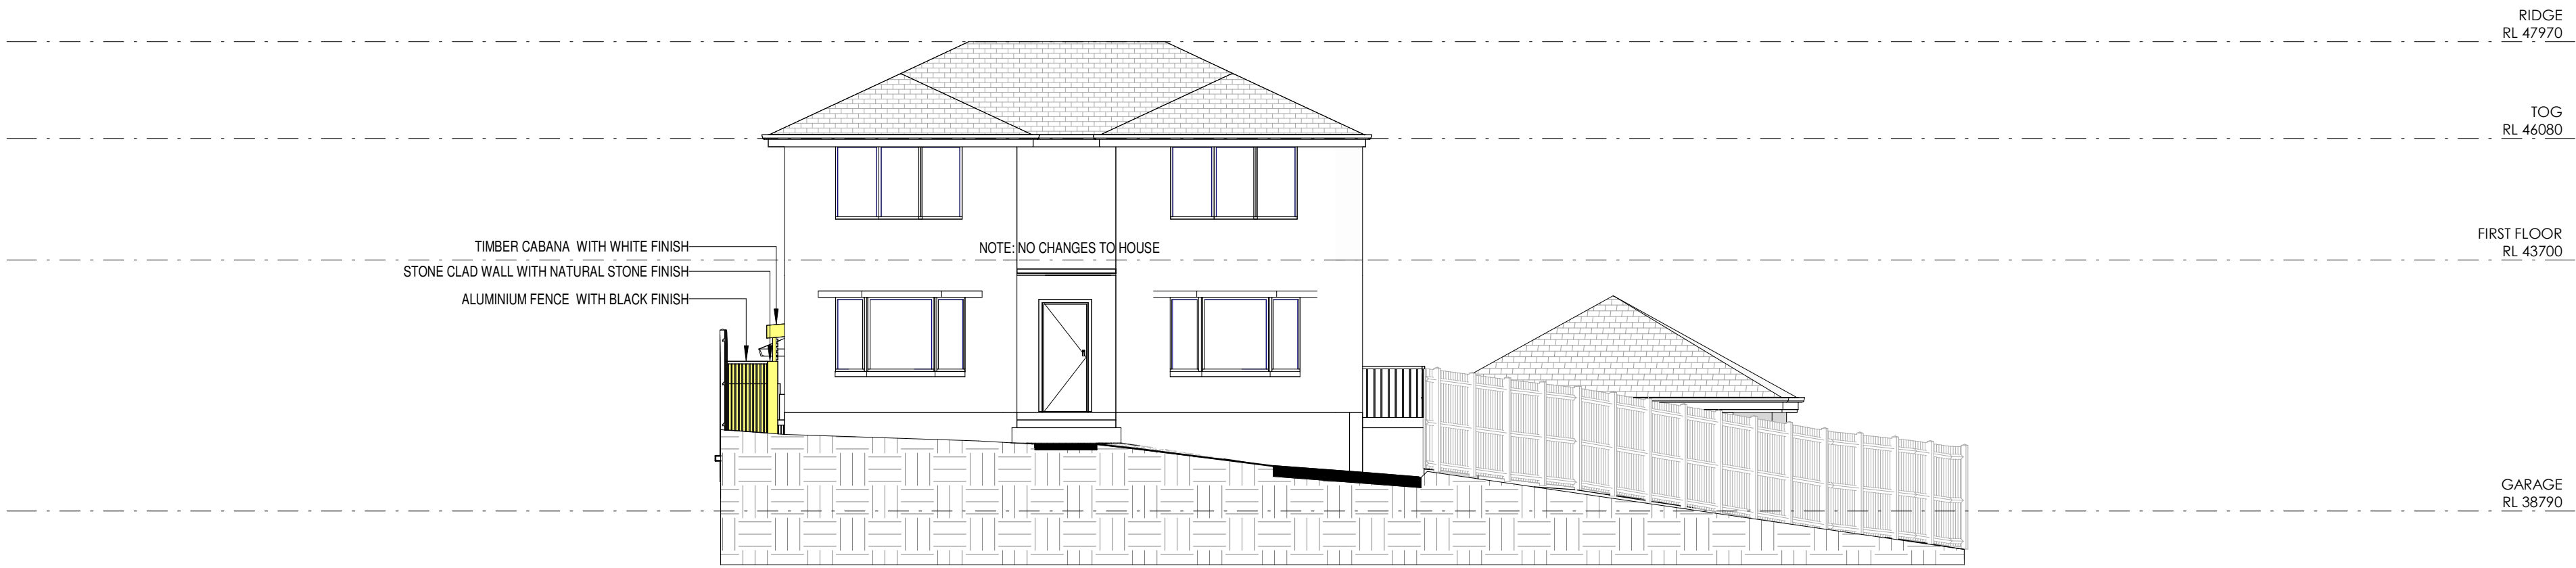 RIDGE
RL 47970
TOG
RL 46080
FIRST FLOOR
RL 43700
TIMBER CABANA WITH WHITE FINISH
NOTE: NO CHANGES TO HOUSE
STONE CLAD WALL WITH NATURAL STONE FINISH
ALUMINIUM FENCE WITH BLACK FINISH
GARAGE
RL 38790